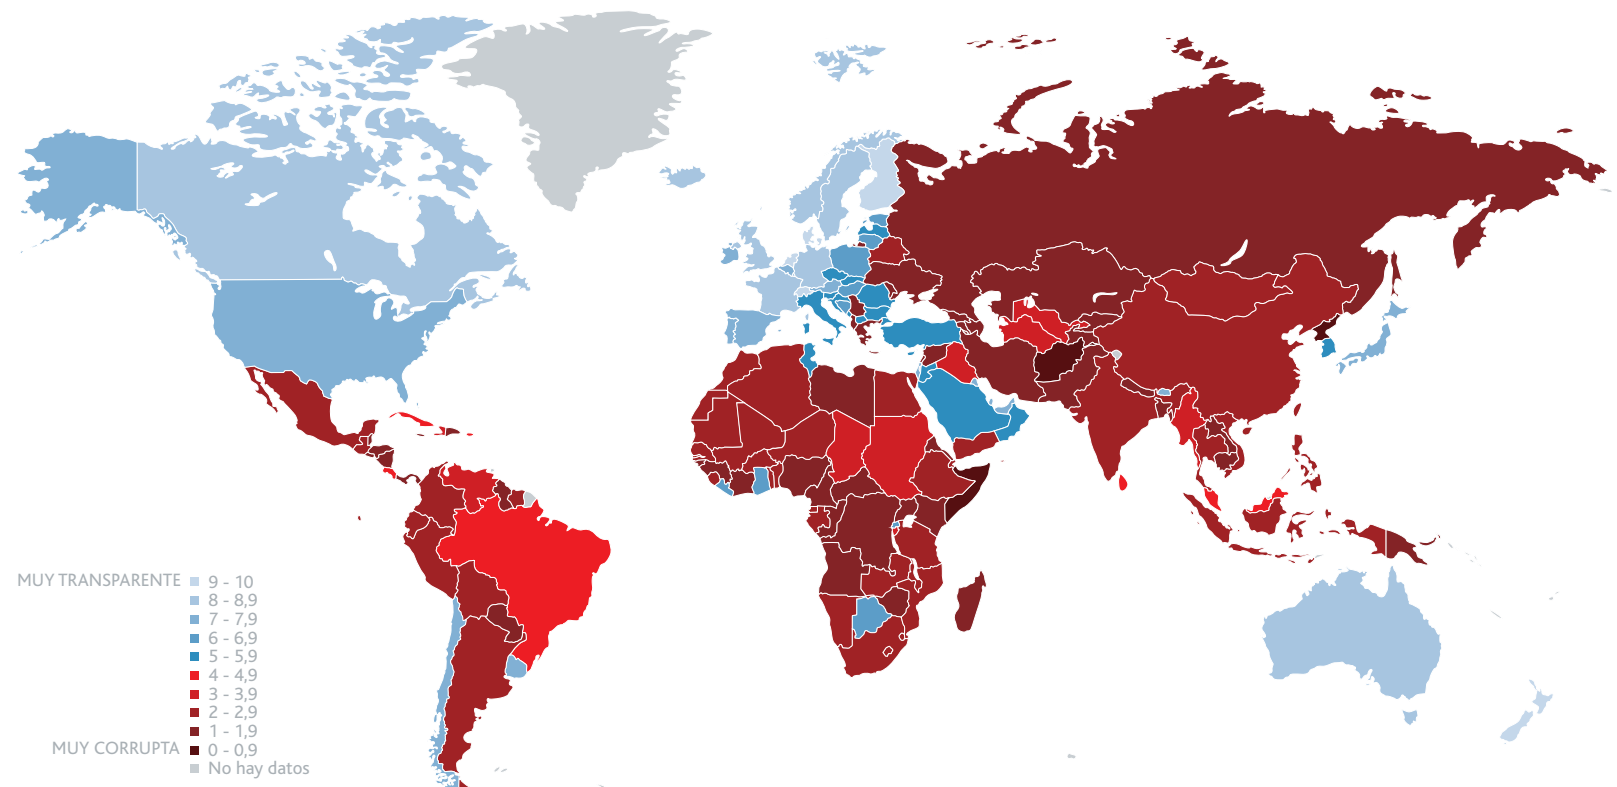 MUY TRANSPARENTE 9 - 10
8 - 8,9
7 - 7,9
6 - 6,9
5 - 5,9
4 - 4,9
3 - 3,9
2 - 2,9
1 - 1,9
MUY CORRUPTA 0 - 0,9
No hay datos